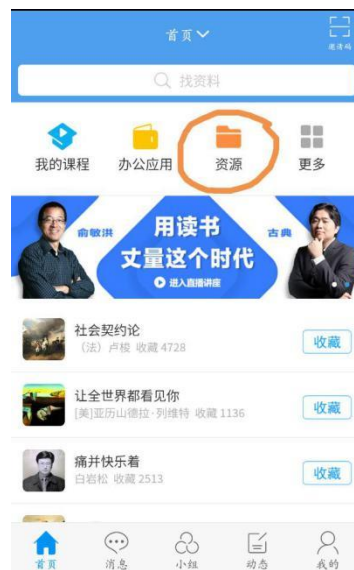 首页
邀请码
找资料
我的课程 办公应用 资源 更多
俞敏洪 用读书 古典
丈量这个时代
进入直播讲座
社会契约论
（法）卢梭 收藏 4728
收藏
让全世界都看见你
[美]亚历山德拉·列维特 收藏 1136
收藏
痛并快乐着
白岩松 收藏 2513
收藏
首页 消息 小组 动态 我的